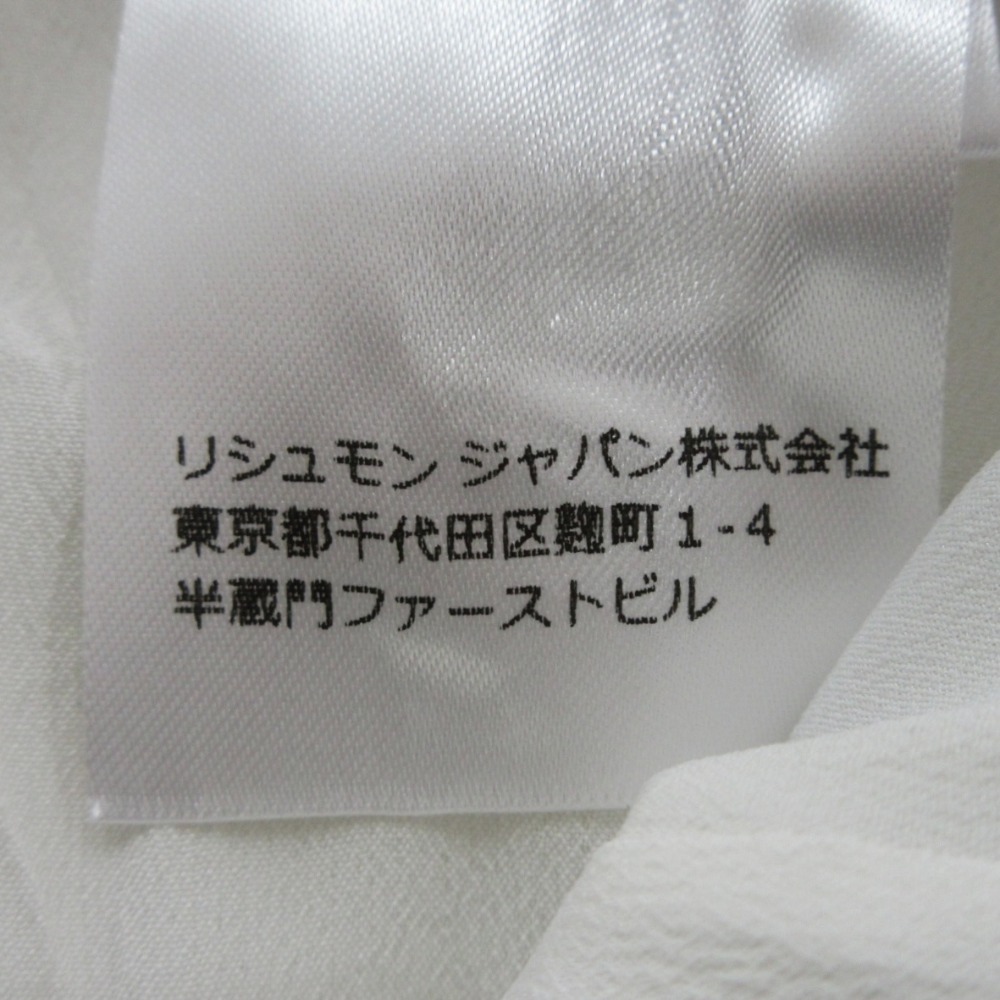 リシュモン ジャパン株式会社
東京都千代田区麹町 1-4
半蔵門ファーストビル